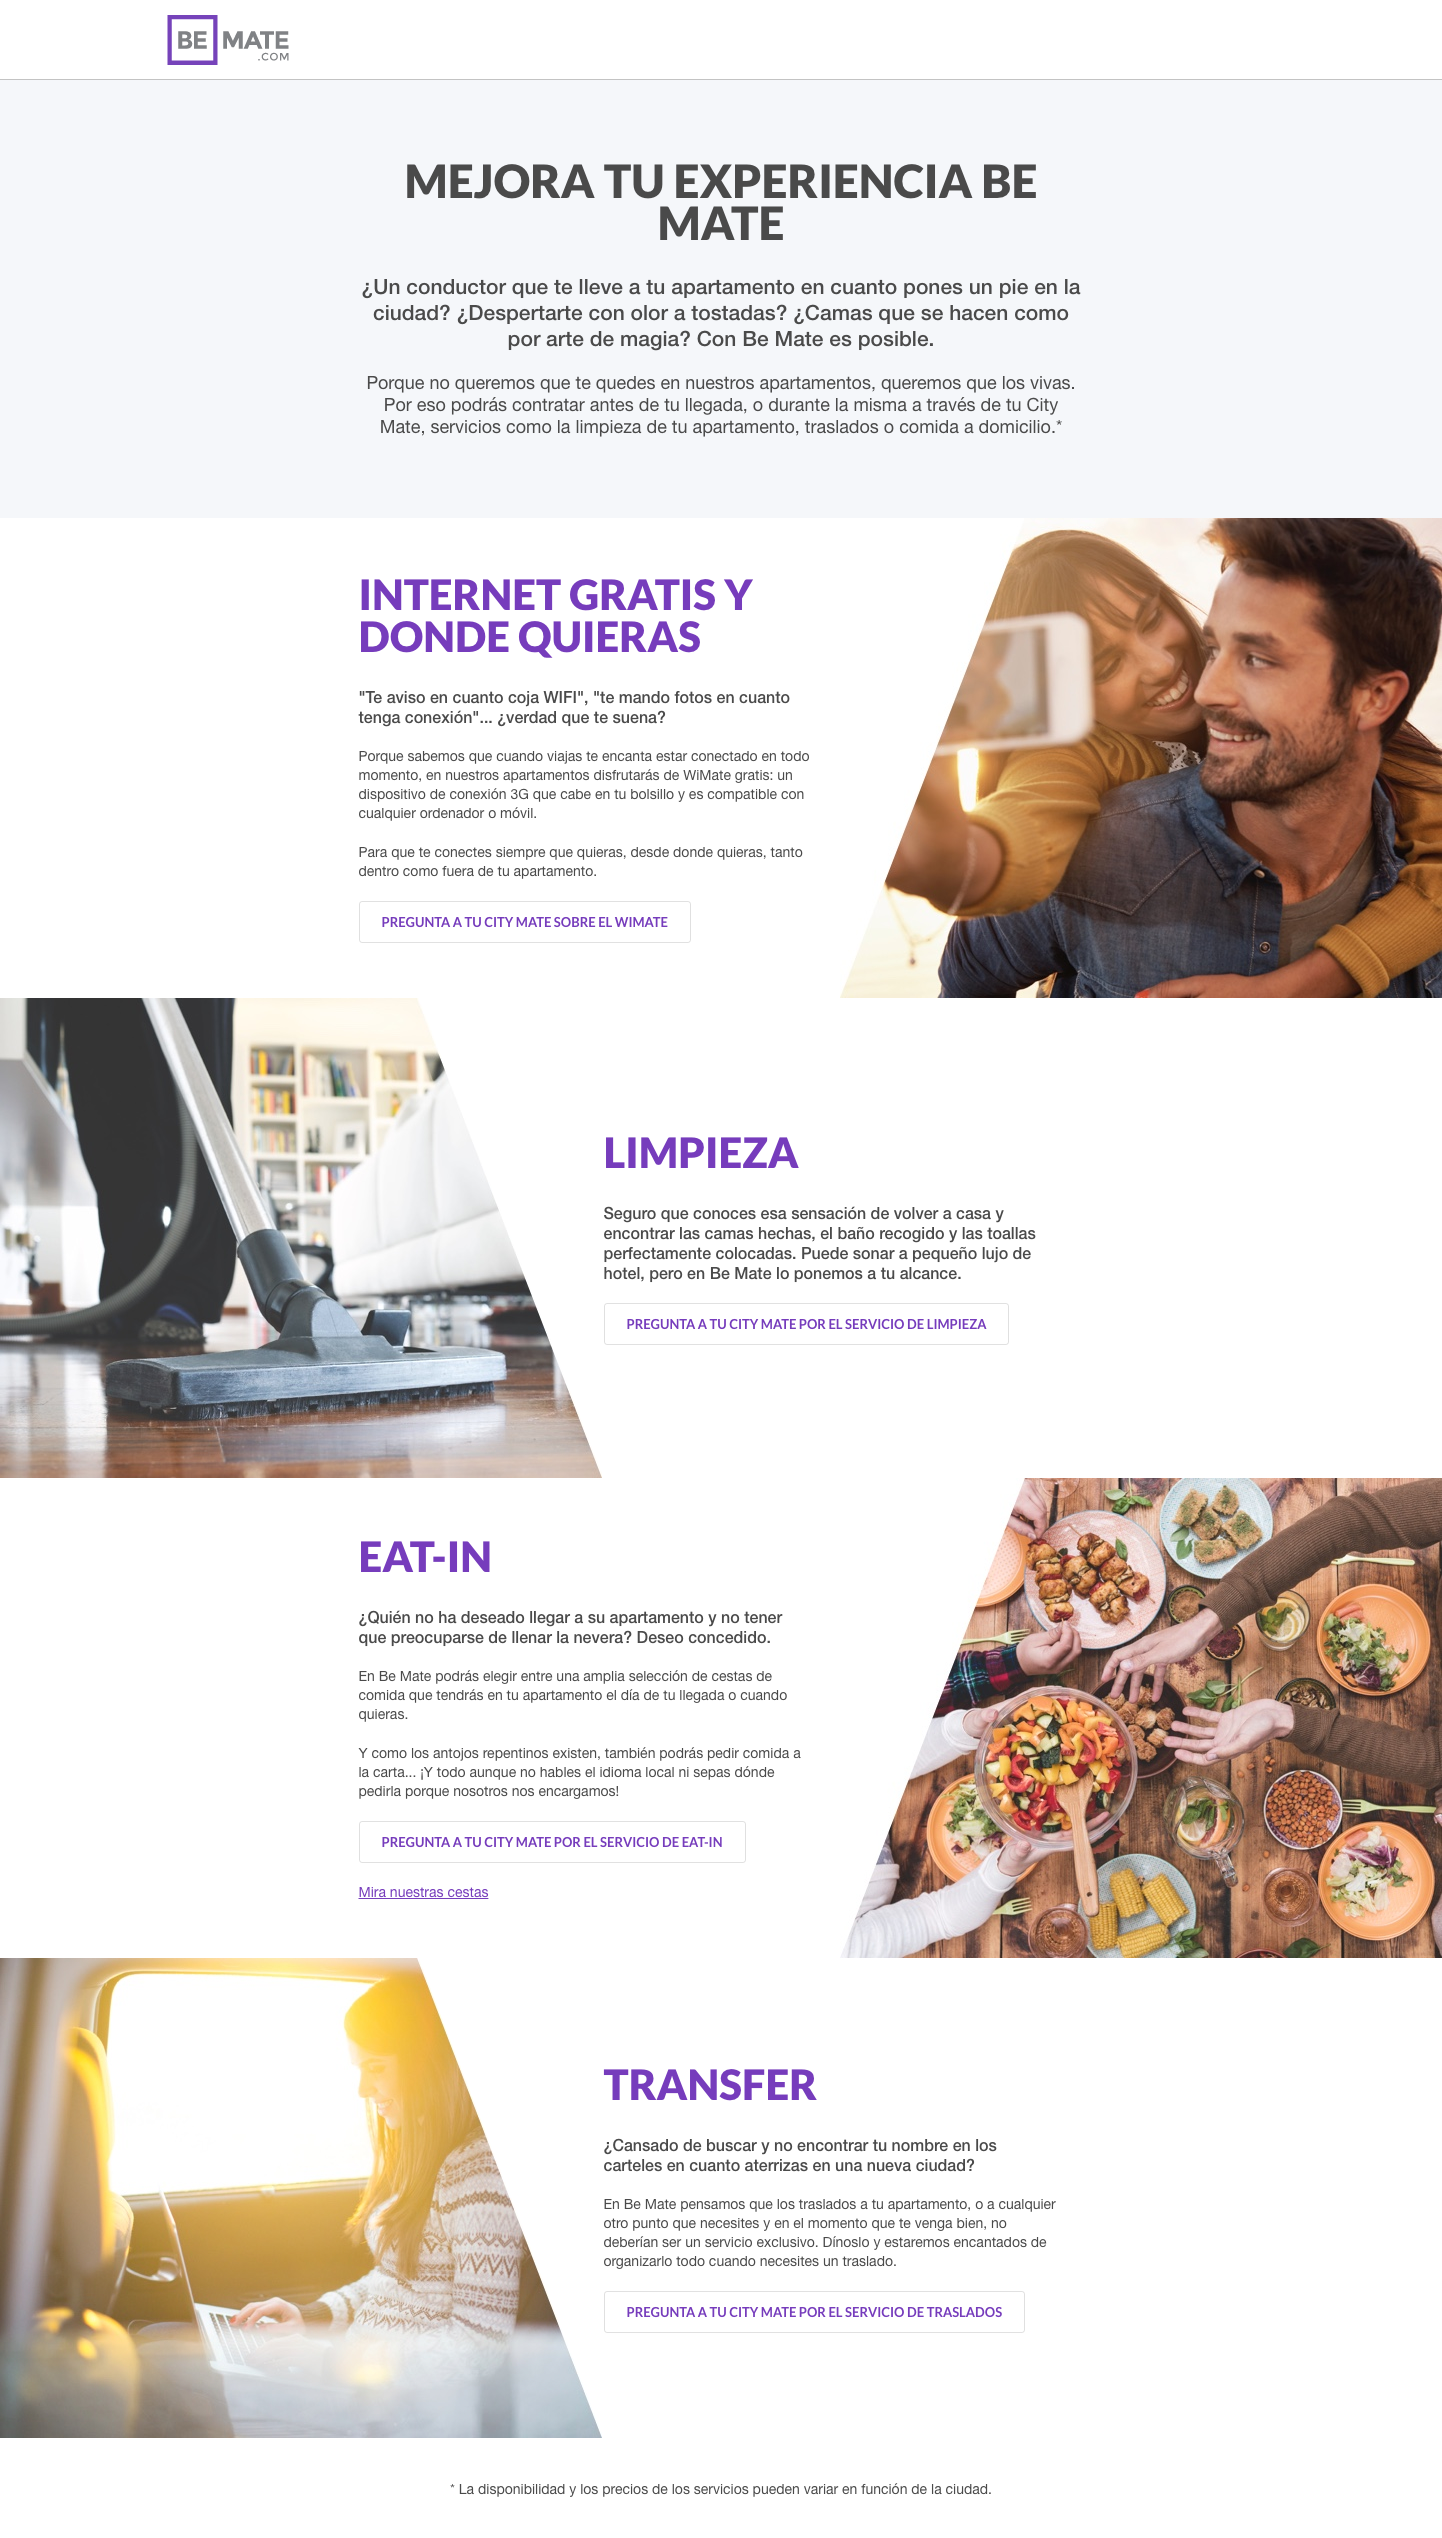 BE MATE
.COM
MEJORA TU EXPERIENCIA BE
MATE
¿Un conductor que te lleve a tu apartamento en cuanto pones un pie en la
ciudad? ¿Despertarte con olor a tostadas? ¿Camas que se hacen como
por arte de magia? Con Be Mate es posible.
Porque no queremos que te quedes en nuestros apartamentos, queremos que los vivas.
Por eso podrás contratar antes de tu llegada, o durante la misma a través de tu City
Mate, servicios como la limpieza de tu apartamento, traslados o comida a domicilio.*
INTERNET GRATIS Y
DONDE QUIERAS
"Te aviso en cuanto coja WIFI", "te mando fotos en cuanto
tenga conexión"... ¿verdad que te suena?
Porque sabemos que cuando viajas te encanta estar conectado en todo
momento, en nuestros apartamentos disfrutarás de WiMate gratis: un
dispositivo de conexión 3G que cabe en tu bolsillo y es compatible con
cualquier ordenador o móvil.
Para que te conectes siempre que quieras, desde donde quieras, tanto
dentro como fuera de tu apartamento.
PREGUNTA A TU CITY MATE SOBRE EL WIMATE
LIMPIEZA
Seguro que conoces esa sensación de volver a casa y
encontrar las camas hechas, el baño recogido y las toallas
perfectamente colocadas. Puede sonar a pequeño lujo de
hotel, pero en Be Mate lo ponemos a tu alcance.
PREGUNTA A TU CITY MATE POR EL SERVICIO DE LIMPIEZA
EAT-IN
¿Quién no ha deseado llegar a su apartamento y no tener
que preocuparse de llenar la nevera? Deseo concedido.
En Be Mate podrás elegir entre una amplia selección de cestas de
comida que tendrás en tu apartamento el día de tu llegada o cuando
quieras.
Y como los antojos repentinos existen, también podrás pedir comida a
la carta... ¡Y todo aunque no hables el idioma local ni sepas dónde
pedirla porque nosotros nos encargamos!
PREGUNTA A TU CITY MATE POR EL SERVICIO DE EAT-IN
Mira nuestras cestas
TRANSFER
¿Cansado de buscar y no encontrar tu nombre en los
carteles en cuanto aterrizas en una nueva ciudad?
En Be Mate pensamos que los traslados a tu apartamento, o a cualquier
otro punto que necesites y en el momento que te venga bien, no
deberían ser un servicio exclusivo. Dínoslo y estaremos encantados de
organizarlo todo cuando necesites un traslado.
PREGUNTA A TU CITY MATE POR EL SERVICIO DE TRASLADOS
* La disponibilidad y los precios de los servicios pueden variar en función de la ciudad.